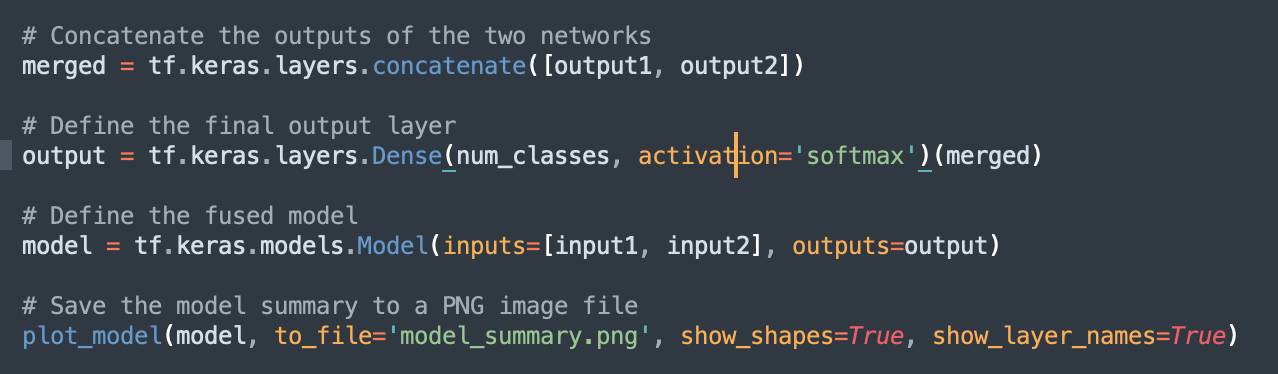 # Concatenate the outputs of the two networks
merged = tf.keras.layers.concatenate([output1, output2])
# Define the final output layer
output = tf.keras.layers.Dense(num_classes, activation='softmax')(merged)
# Define the fused model
model = tf.keras.models.Model(inputs=[input1, input2], outputs=output)
# Save the model summary to a PNG image file
plot_model(model, to_file='model_summary.png', show_shapes=True, show_layer_names=True)